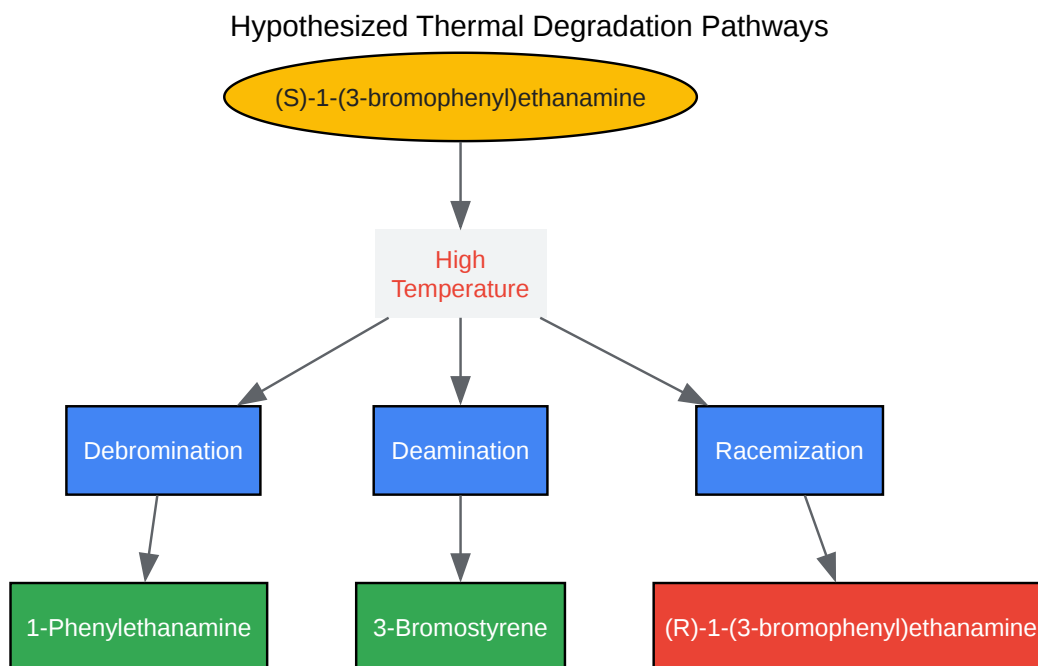 Hypothesized Thermal Degradation Pathways
(S)-1-(3-bromophenyl)ethanamine
High
Temperature
Debromination
Deamination
Racemization
1-Phenylethanamine
3-Bromostyrene
(R)-1-(3-bromophenyl)ethanamine